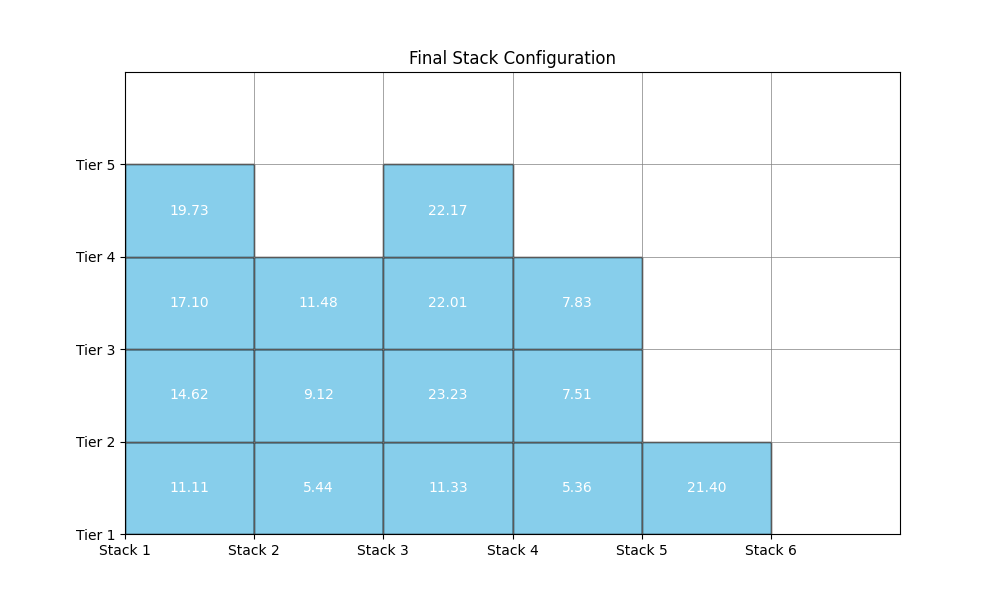 Final Stack Configuration
Tier 5
19.73 22.17
Tier 4
17.10 11.48 22.01 7.83
Tier 3
14.62 9.12 23.23 7.51
Tier 2
11.11 5.44 11.33 5.36 21.40
Tier 1
Stack 1 Stack 2 Stack 3 Stack 4 Stack 5 Stack 6